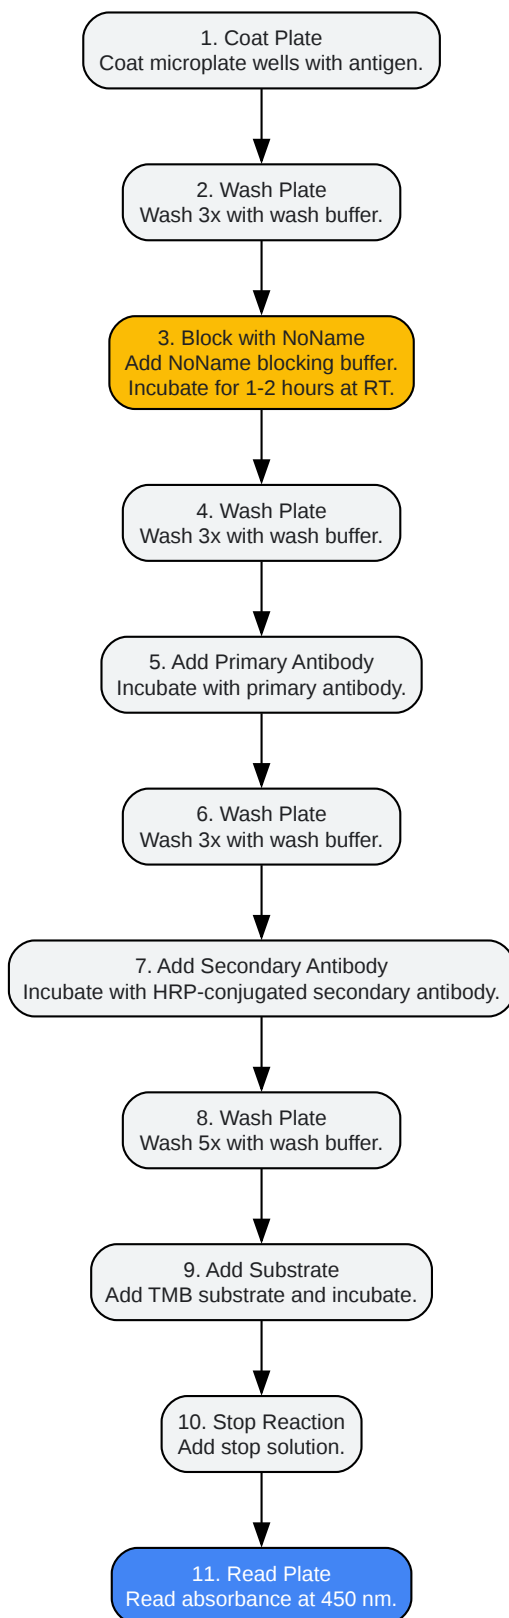 1. Coat Plate
Coat microplate wells with antigen.
2. Wash Plate
Wash 3x with wash buffer.
3. Block with NoName
Add NoName blocking buffer.
Incubate for 1-2 hours at RT.
4. Wash Plate
Wash 3x with wash buffer.
5. Add Primary Antibody
Incubate with primary antibody.
6. Wash Plate
Wash 3x with wash buffer.
7. Add Secondary Antibody
Incubate with HRP-conjugated secondary antibody.
8. Wash Plate
Wash 5x with wash buffer.
9. Add Substrate
Add TMB substrate and incubate.
10. Stop Reaction
Add stop solution.
11. Read Plate
Read absorbance at 450 nm.